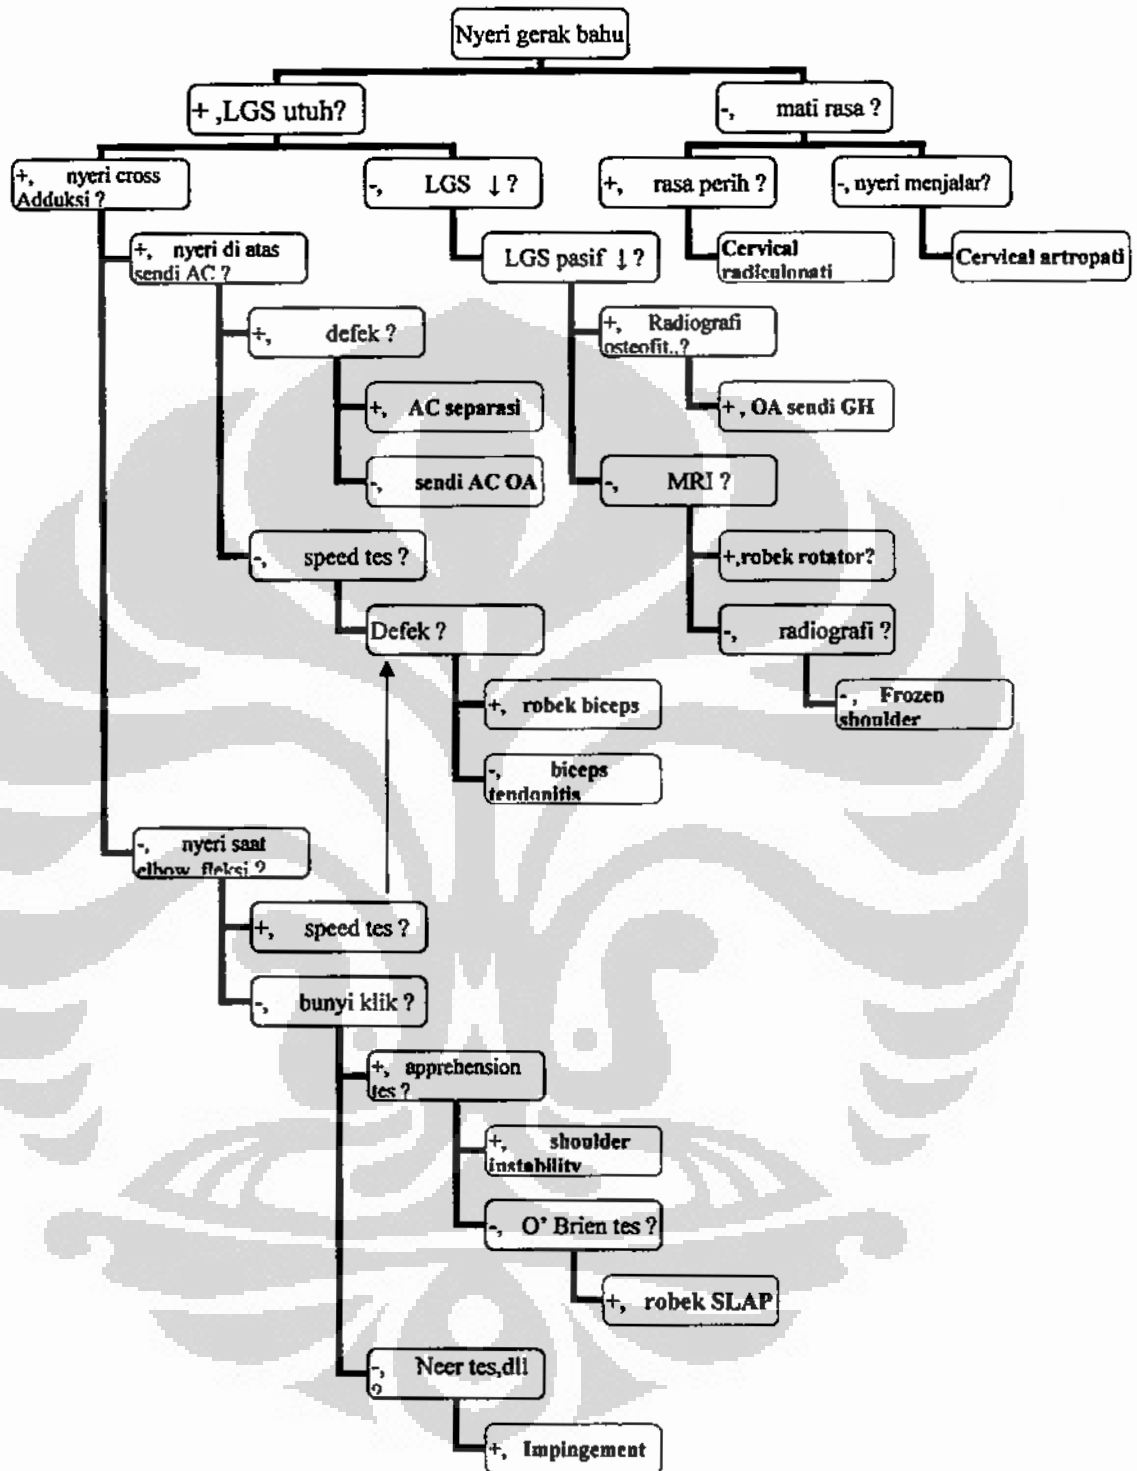 Nyeri gerak bahu
+ ,LGS utuh?
-, mati rasa ?
+, nyeri cross
Adduksi ?
-, LGS ↓ ?
+, rasa perih ?
-, nyeri menjalar?
+, nyeri di atas
sendi AC ?
LGS pasif ↓ ?
Cervical
radiculopati
Cervical artropati
+, defek ?
+, Radiografi
osteofit..?
+, AC separasi
+ , OA sendi GH
-, sendi AC OA
-, MRI ?
-, speed tes ?
+,robek rotator?
Defek ?
-, radiografi ?
+, robek biceps
- , Frozen
shoulder
-, biceps
tendonitis
-, nyeri saat
elbow fleksi ?
+, speed tes ?
-, bunyi klik ?
+, apprehension
tes ?
+, shoulder
instability
-, O' Brien tes ?
+, robek SLAP
-, Neer tes,dll
?
+, Impingement